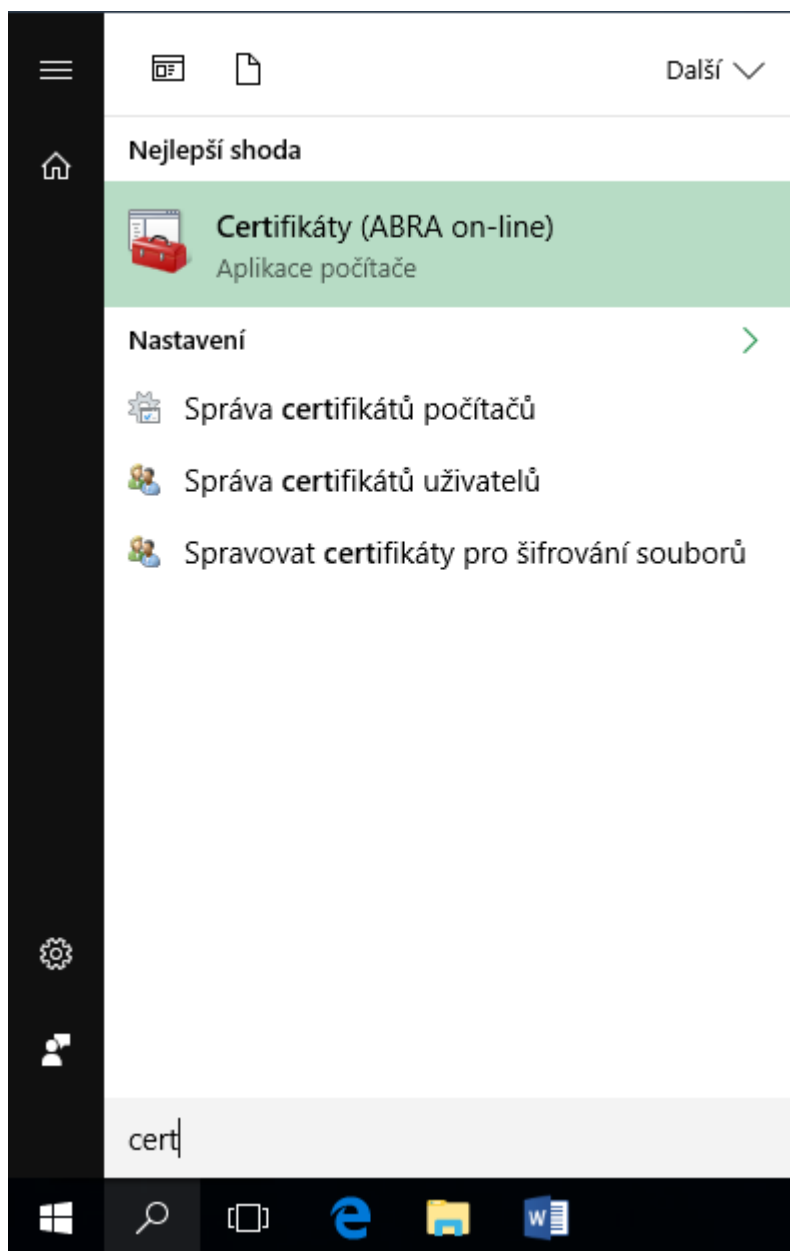 Další
Nejlepší shoda
Certifikáty (ABRA on-line)
Aplikace počítače
Nastavení
Správa certifikátů počítačů
Správa certifikátů uživatelů
Spravovat certifikáty pro šifrování souborů
cert